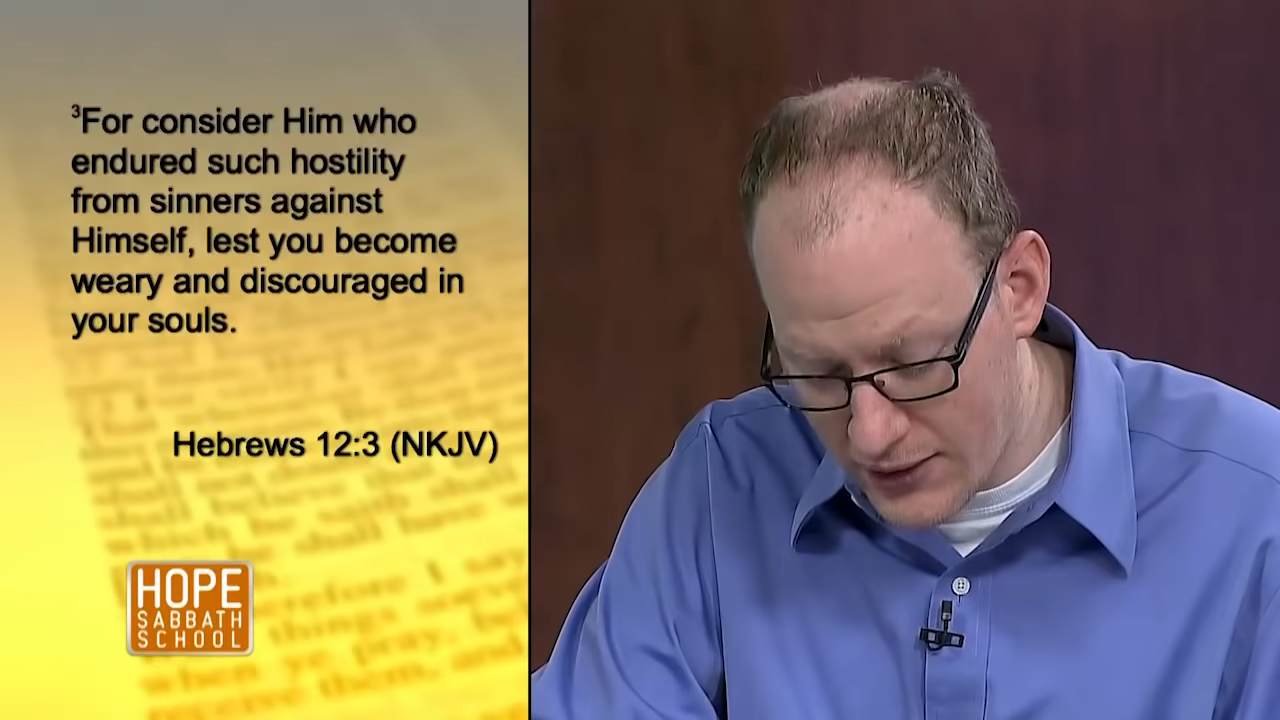 ³For consider Him who
endured such hostility
from sinners against
Himself, lest you become
weary and discouraged in
your souls.
Hebrews 12:3 (NKJV)
HOPE
SABBATH
SCHOOL